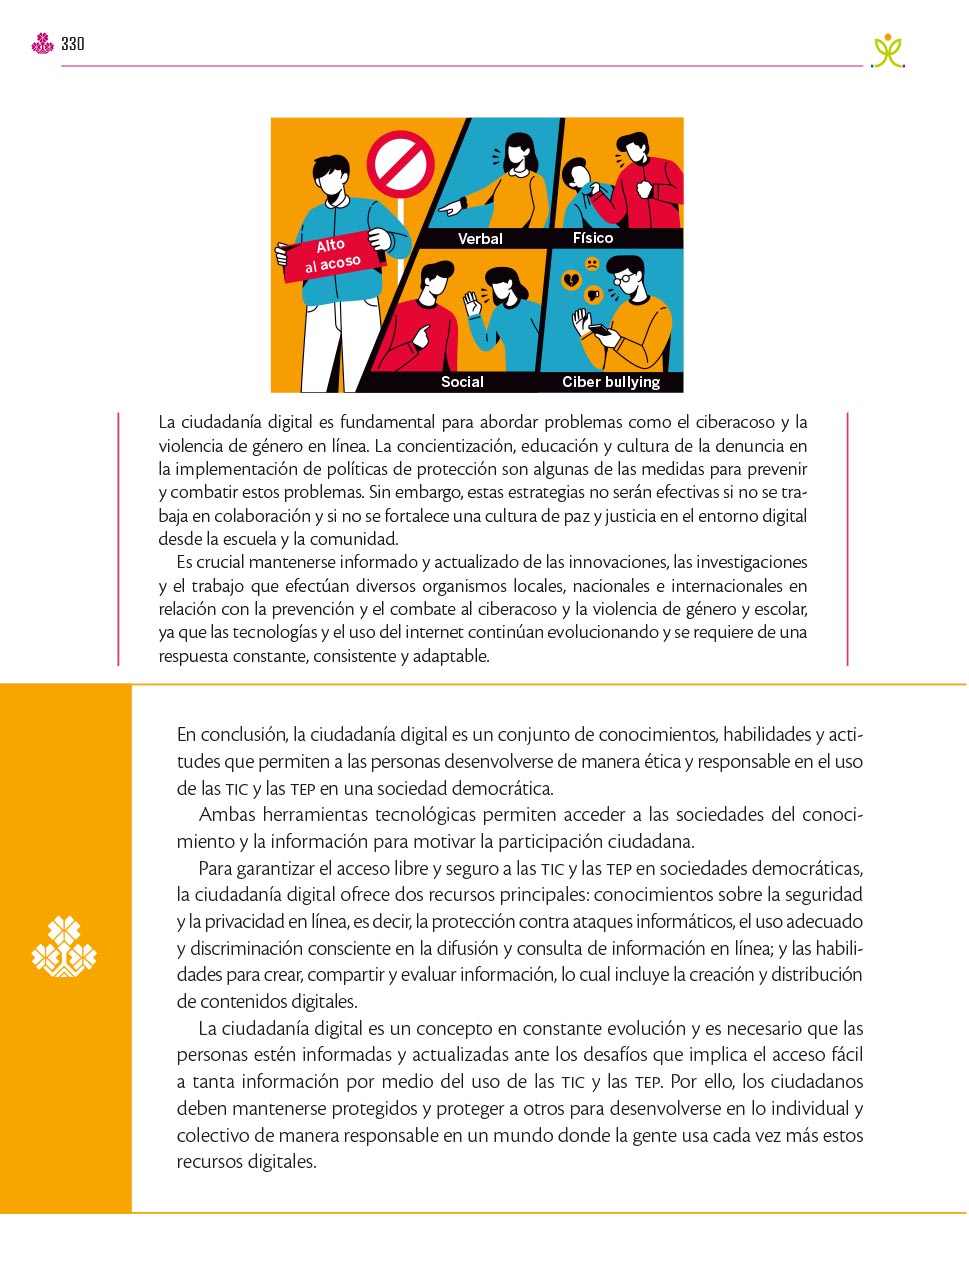 330
Alto
al acoso
Verbal
Físico
Social
Ciber bullying
La ciudadanía digital es fundamental para abordar problemas como el ciberacoso y la
violencia de género en línea. La concientización, educación y cultura de la denuncia en
la implementación de políticas de protección son algunas de las medidas para prevenir
y combatir estos problemas. Sin embargo, estas estrategias no serán efectivas si no se tra-
baja en colaboración y si no se fortalece una cultura de paz y justicia en el entorno digital
desde la escuela y la comunidad.
Es crucial mantenerse informado y actualizado de las innovaciones, las investigaciones
y el trabajo que efectúan diversos organismos locales, nacionales e internacionales en
relación con la prevención y el combate al ciberacoso y la violencia de género y escolar,
ya que las tecnologías y el uso del internet continúan evolucionando y se requiere de una
respuesta constante, consistente y adaptable.
En conclusión, la ciudadanía digital es un conjunto de conocimientos, habilidades y acti-
tudes que permiten a las personas desenvolverse de manera ética y responsable en el uso
de las TIC y las TEP en una sociedad democrática.
Ambas herramientas tecnológicas permiten acceder a las sociedades del conoci-
miento y la información para motivar la participación ciudadana.
Para garantizar el acceso libre y seguro a las TIC y las TEP en sociedades democráticas,
la ciudadanía digital ofrece dos recursos principales: conocimientos sobre la seguridad
y la privacidad en línea, es decir, la protección contra ataques informáticos, el uso adecuado
y discriminación consciente en la difusión y consulta de información en línea; y las habili-
dades para crear, compartir y evaluar información, lo cual incluye la creación y distribución
de contenidos digitales.
La ciudadanía digital es un concepto en constante evolución y es necesario que las
personas estén informadas y actualizadas ante los desafíos que implica el acceso fácil
a tanta información por medio del uso de las TIC y las TEP. Por ello, los ciudadanos
deben mantenerse protegidos y proteger a otros para desenvolverse en lo individual y
colectivo de manera responsable en un mundo donde la gente usa cada vez más estos
recursos digitales.